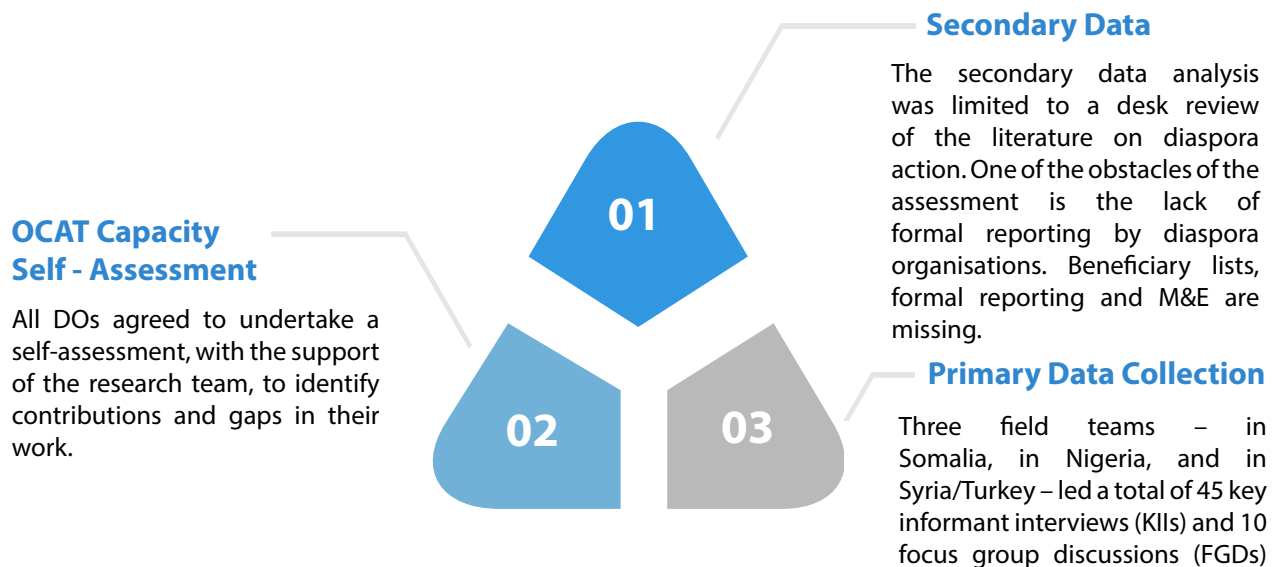 Secondary Data
The secondary data analysis
was limited to a desk review
of the literature on diaspora
action. One of the obstacles of the
assessment is the lack of
formal reporting by diaspora
organisations. Beneficiary lists,
formal reporting and M&E are
missing.
01
OCAT Capacity
Self - Assessment
All DOs agreed to undertake a
self-assessment, with the support
of the research team, to identify
contributions and gaps in their
work.
02
03
Primary Data Collection
Three field teams – in
Somalia, in Nigeria, and in
Syria/Turkey – led a total of 45 key
informant interviews (KIIs) and 10
focus group discussions (FGDs)